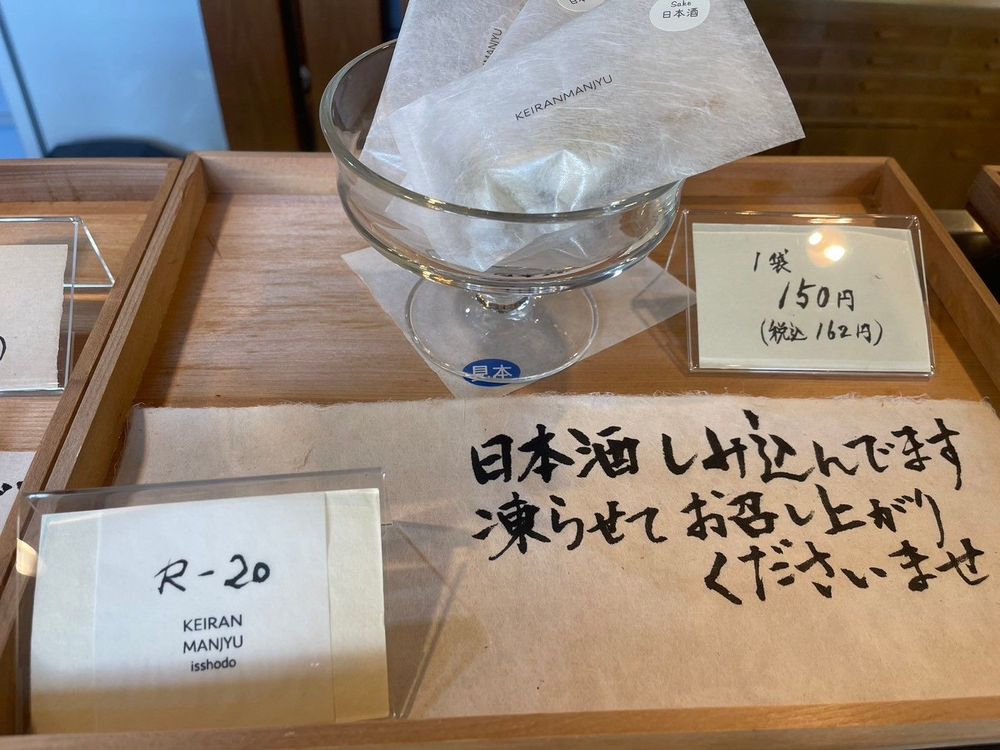 Sake
日本酒
KEIRANMANJYU
MANJYU
1袋
150円
(税込162円)
見本
日本酒しみ込んでます
凍らせてお召し上がり
くださいませ
R-20
KEIRAN
MANJYU
isshodo